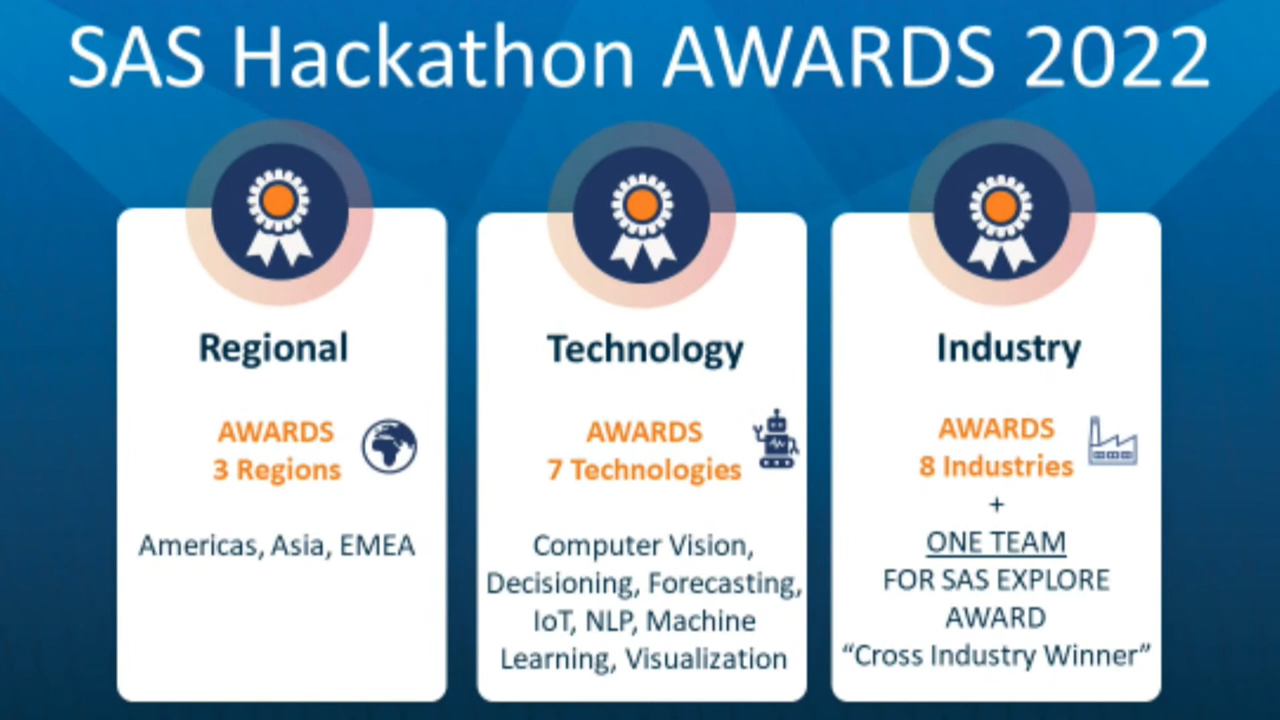 SAS Hackathon AWARDS 2022
Regional
AWARDS
3 Regions
Americas, Asia, EMEA
Technology
AWARDS
7 Technologies
Computer Vision,
Decisioning, Forecasting,
IoT, NLP, Machine
Learning, Visualization
Industry
AWARDS
8 Industries
+
ONE TEAM
FOR SAS EXPLORE
AWARD
“Cross Industry Winner”